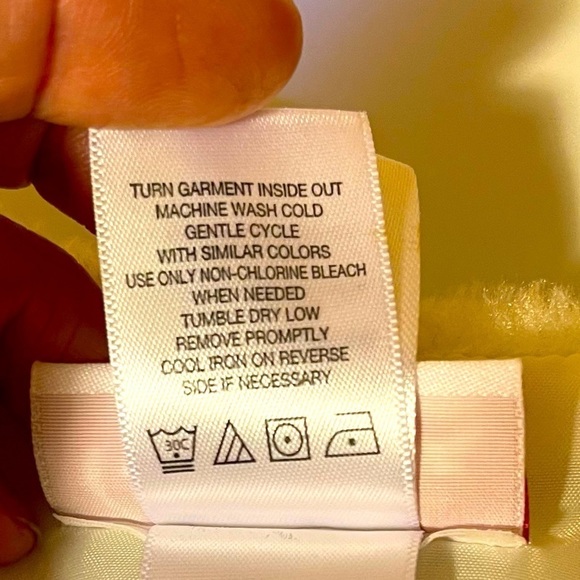 TURN GARMENT INSIDE OUT
MACHINE WASH COLD
GENTLE CYCLE
WITH SIMILAR COLORS
USE ONLY NON-CHLORINE BLEACH
WHEN NEEDED
TUMBLE DRY LOW
REMOVE PROMPTLY
COOL IRON ON REVERSE
SIDE IF NECESSARY
30C